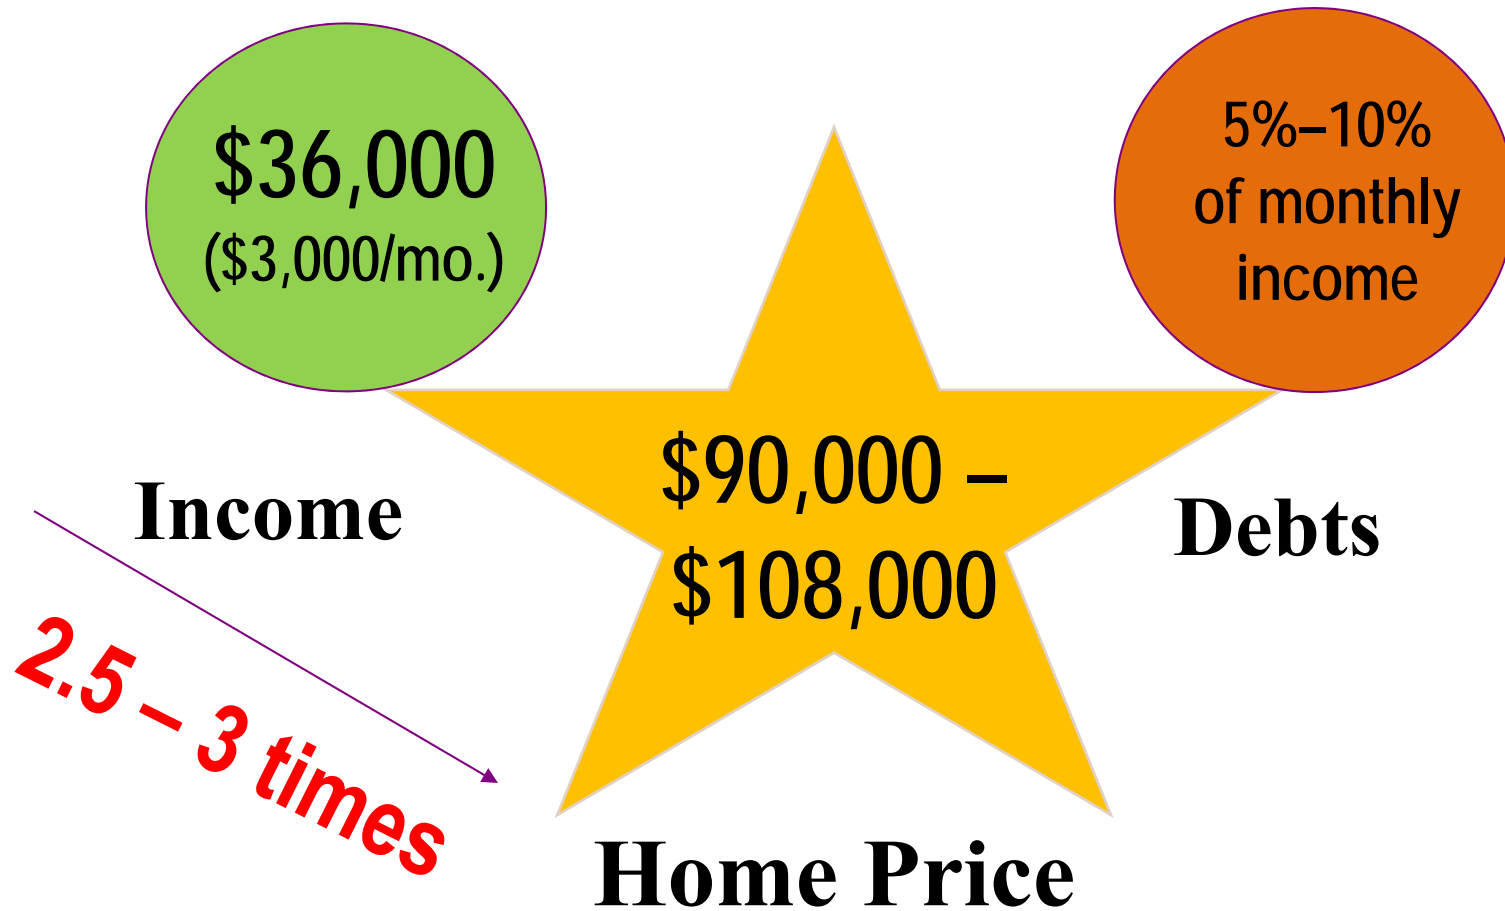 $36,000
($3,000/mo.)
Income
5%–10%
of monthly
income
Debts
$90,000 –
$108,000
2.5 – 3 times
Home Price